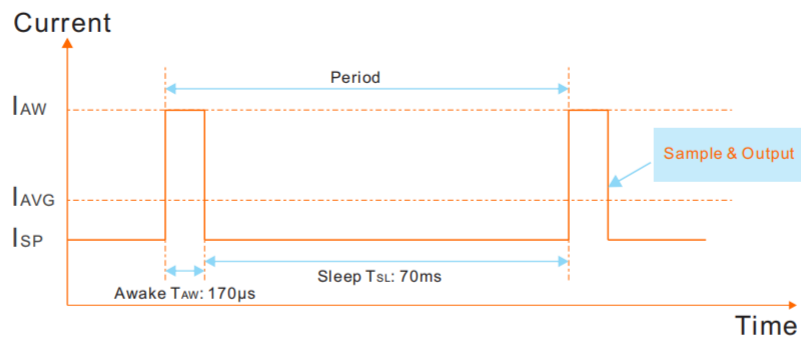 Current
Period
IAW
Sample & Output
IAVG
ISP
Sleep TSL: 70ms
Awake TAW: 170μs
Time